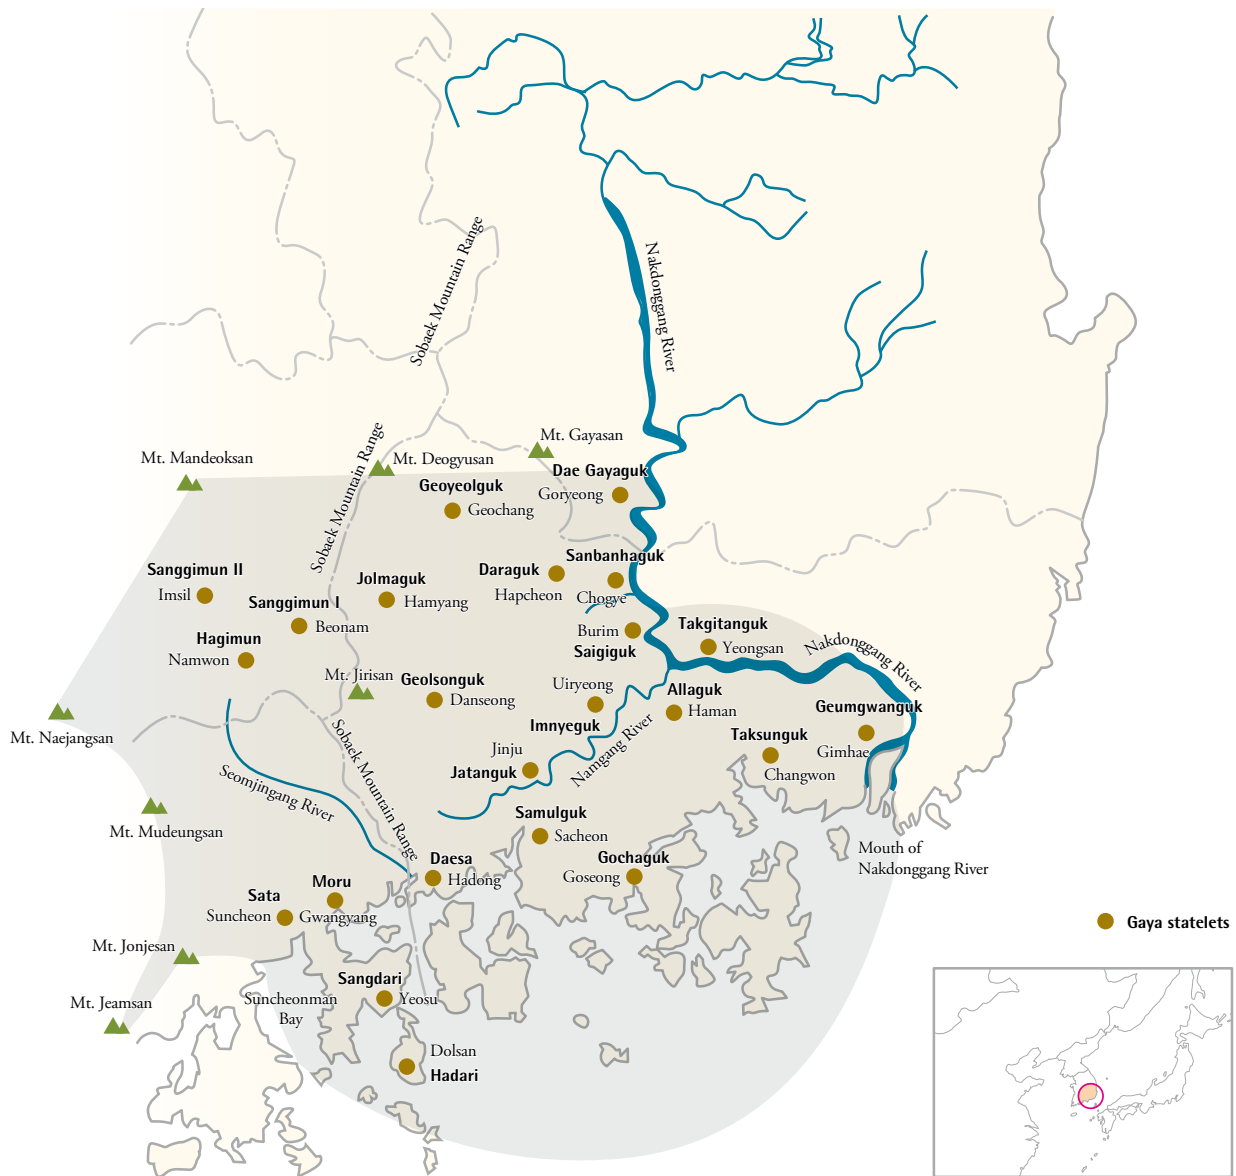 Sobaek Mountain Range
Nakdonggang River
Mt. Gayasan
Mt. Mandeoksan
Sobaek Mountain Range
Mt. Deogyusan
Dae Gayaguk
Goryeong
Geoyeolguk
Geochang
Sanbanhaguk
Chogye
Daraguk
Hapcheon
Sanggimun II
Imsil
Jolmaguk
Hamyang
Sanggimun I
Beonam
Hagimun
Namwon
Burim
Saigiguk
Takgitanguk
Yeongsan
Nakdonggang River
Mt. Jirisan
Geolsonguk
Danseong
Uiryeong
Imnyeguk
Allaguk
Haman
Geumgwanguk
Gimhae
Mt. Naejangsan
Sobaek Mountain Range
Jinju
Jatanguk
Namgang River
Taksunguk
Changwon
Seomjingang River
Mt. Mudeungsan
Samulguk
Sacheon
Mouth of
Nakdonggang River
Daesa
Hadong
Gochaguk
Goseong
Moru
Gwangyang
Sata
Suncheon
Gaya statelets
Mt. Jonjesan
Sangdari
Yeosu
Suncheonman
Bay
Mt. Jeamsan
Dolsan
Hadari